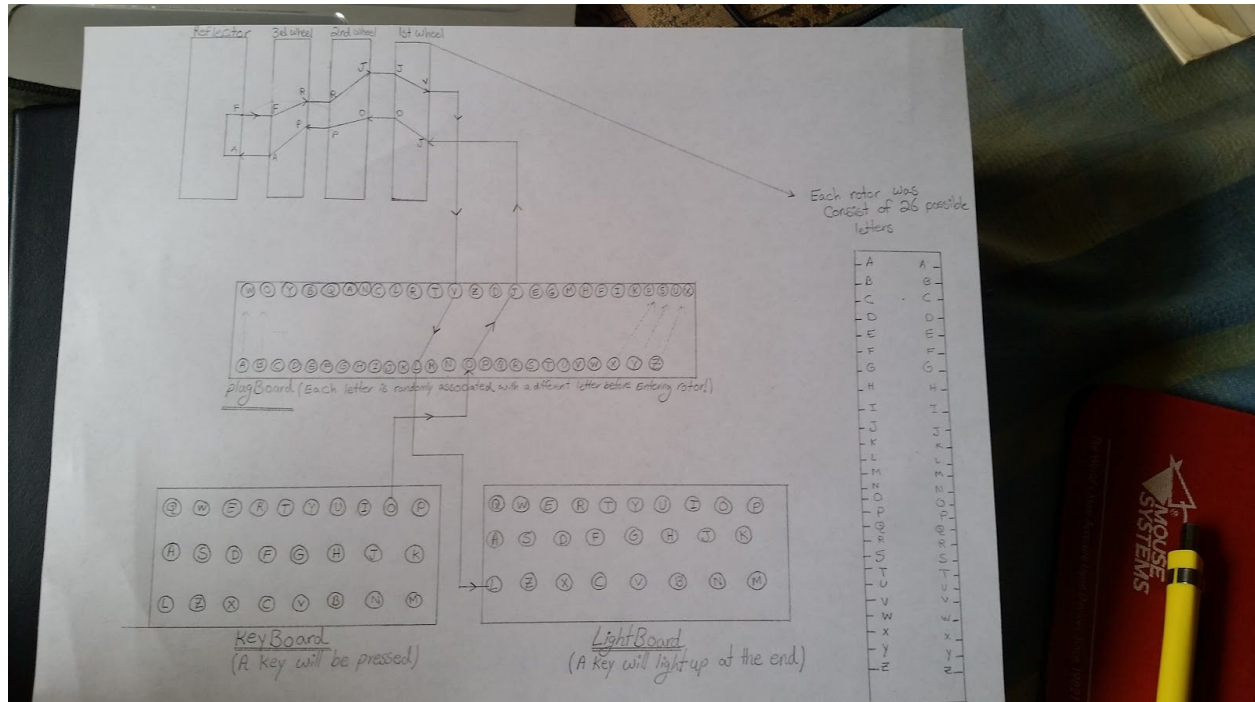 Reflector 3rd wheel 2nd wheel 1st wheel
J J V
R R
F F
P P O O
J
A A
Each rotor was
Consist of 26 possible
letters
W O Y B Q A N C L R T V Z D J E G M H F I K P S U X
A B C D E F G H I J K L M N O P Q R S T U V W X Y Z
PlagBoard (Each letter is randomly associated with a different letter before Entering rotor!)
Q W E R T Y U I O P
A S D F G H J K
L Z X C V B N M
KeyBoard
(A key will be pressed)
Q W E R T Y U I O P
A S D F G H J K
L Z X C V B N M
LightBoard
(A key will light up at the end)
A A
B B
C C
D D
E E
F F
G G
H H
I I
J J
K K
L L
M M
N N
O O
P P
Q Q
R R
S S
T T
U U
V V
W W
X X
Y Y
Z Z
MOUSE
SYSTEMS